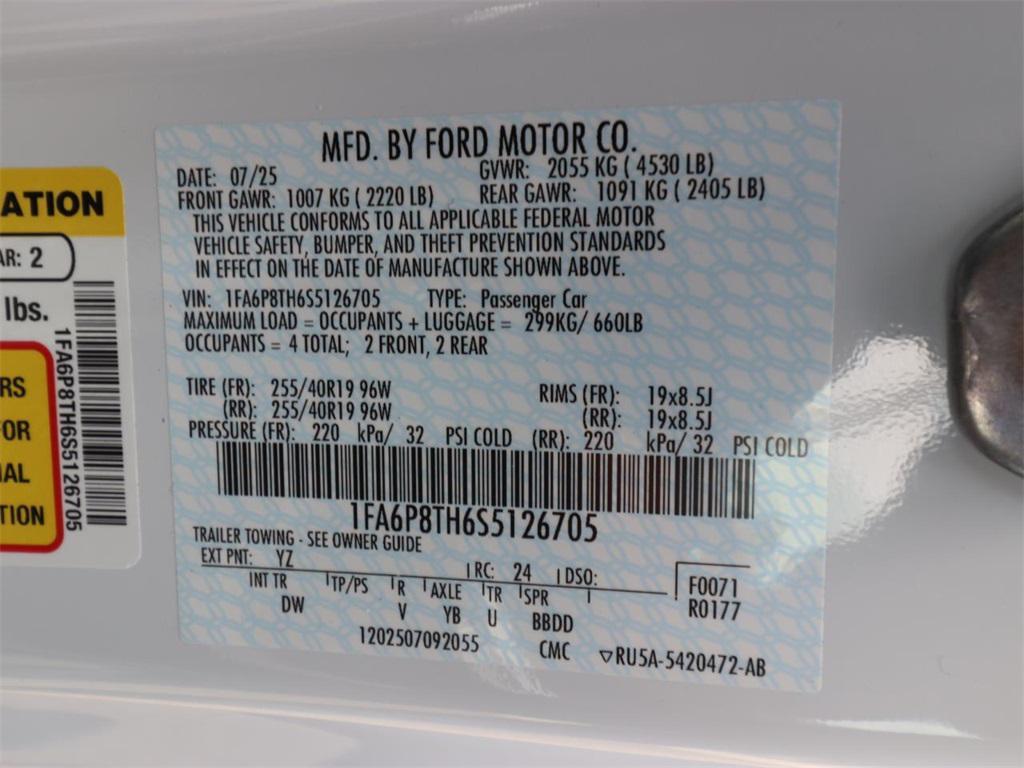 MFD. BY FORD MOTOR CO.
DATE: 07/25 GVWR: 2055 KG ( 4530 LB)
FRONT GAWR: 1007 KG ( 2220 LB) REAR GAWR: 1091 KG ( 2405 LB)
THIS VEHICLE CONFORMS TO ALL APPLICABLE FEDERAL MOTOR
VEHICLE SAFETY, BUMPER, AND THEFT PREVENTION STANDARDS
IN EFFECT ON THE DATE OF MANUFACTURE SHOWN ABOVE.
VIN: 1FA6P8TH6S5126705 TYPE: Passenger Car
MAXIMUM LOAD = OCCUPANTS + LUGGAGE = 299KG/ 660LB
OCCUPANTS = 4 TOTAL; 2 FRONT, 2 REAR
TIRE (FR): 255/40R19 96W RIMS (FR): 19x8.5J
(RR): 255/40R19 96W (RR): 19x8.5J
PRESSURE (FR): 220 kPa/ 32 PSI COLD (RR): 220 kPa/ 32 PSI COLD
1FA6P8TH6S5126705
TRAILER TOWING - SEE OWNER GUIDE
EXT PNT: YZ RC: 24 DSO: F0071
INT TR TP/PS R AXLE TR SPR R0177
DW V YB U BBDD
1202507092055 CMC ▽RU5A-5420472-AB
ATION
AR: 2
lbs.
1FA6P8TH6S5126705
RS
FOR
IAL
TION